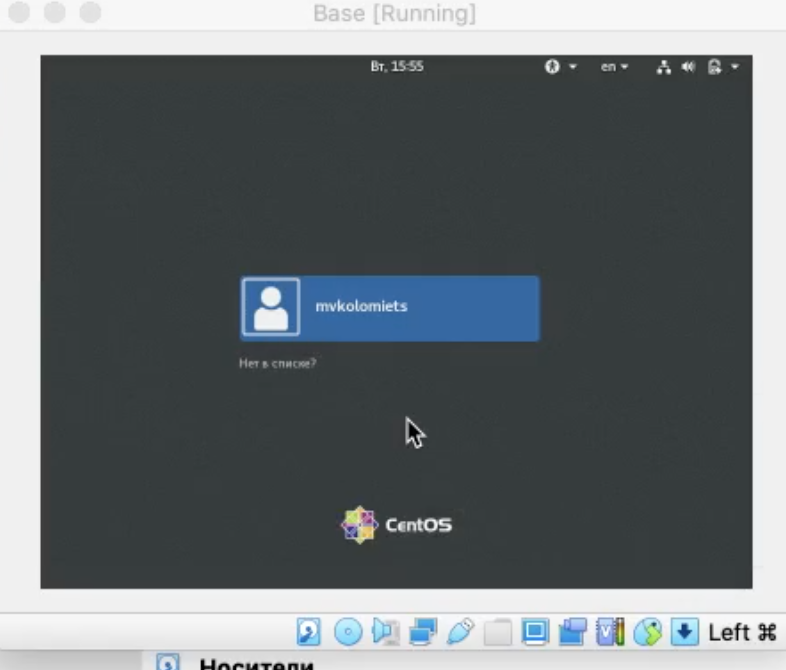 Base [Running]
Вт, 15:55
en
mvkolomiets
Нет в списке?
CentOS
Left ⌘
Носители